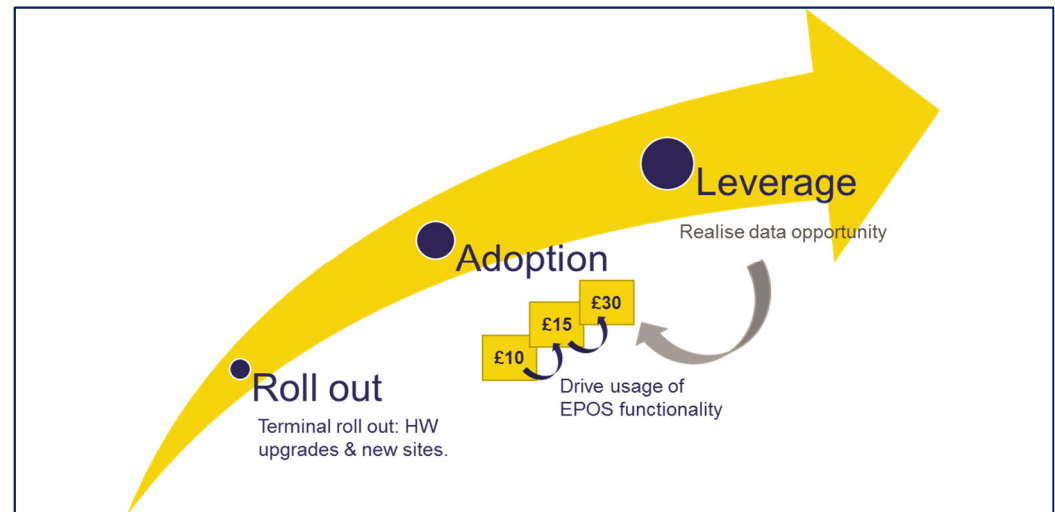 Leverage
Realise data opportunity
Adoption
£30
£15
£10
Drive usage of
EPOS functionality
Roll out
Terminal roll out: HW
upgrades & new sites.